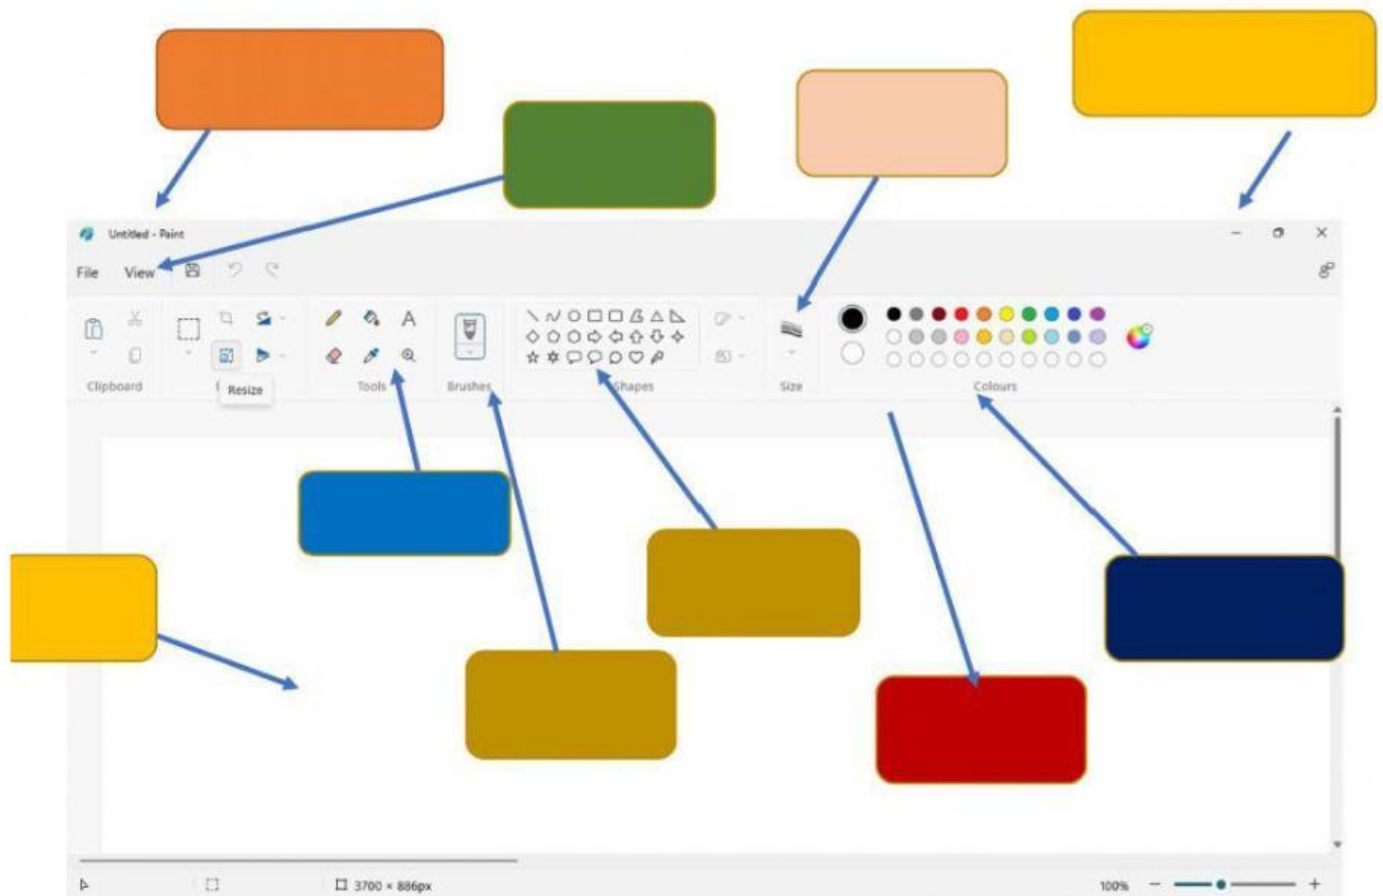 Untitled - Paint
File View
A
Clipboard Tools Brushes Shapes Size Colours
Resize
3700 × 886px
100%